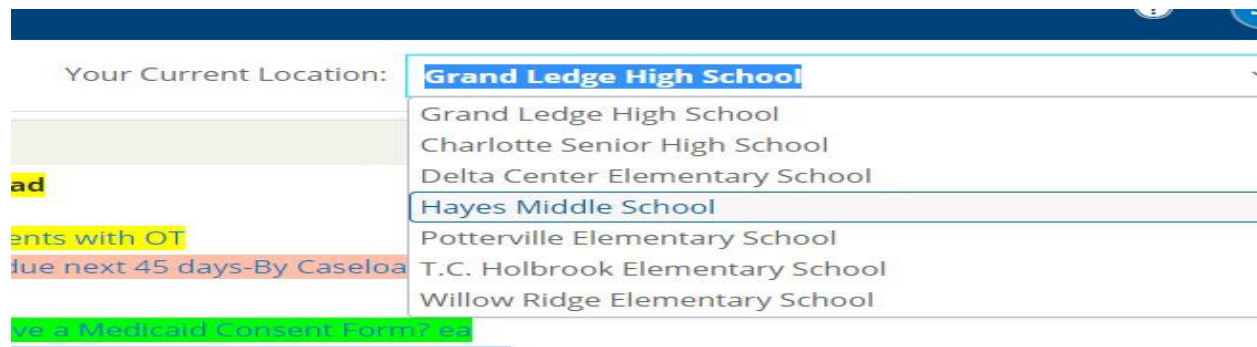 Your Current Location: Grand Ledge High School
Grand Ledge High School
Charlotte Senior High School
ad
Delta Center Elementary School
Hayes Middle School
ents with OT
Potterville Elementary School
due next 45 days-By Caseloa
T.C. Holbrook Elementary School
Willow Ridge Elementary School
ve a Medicaid Consent Form? ea